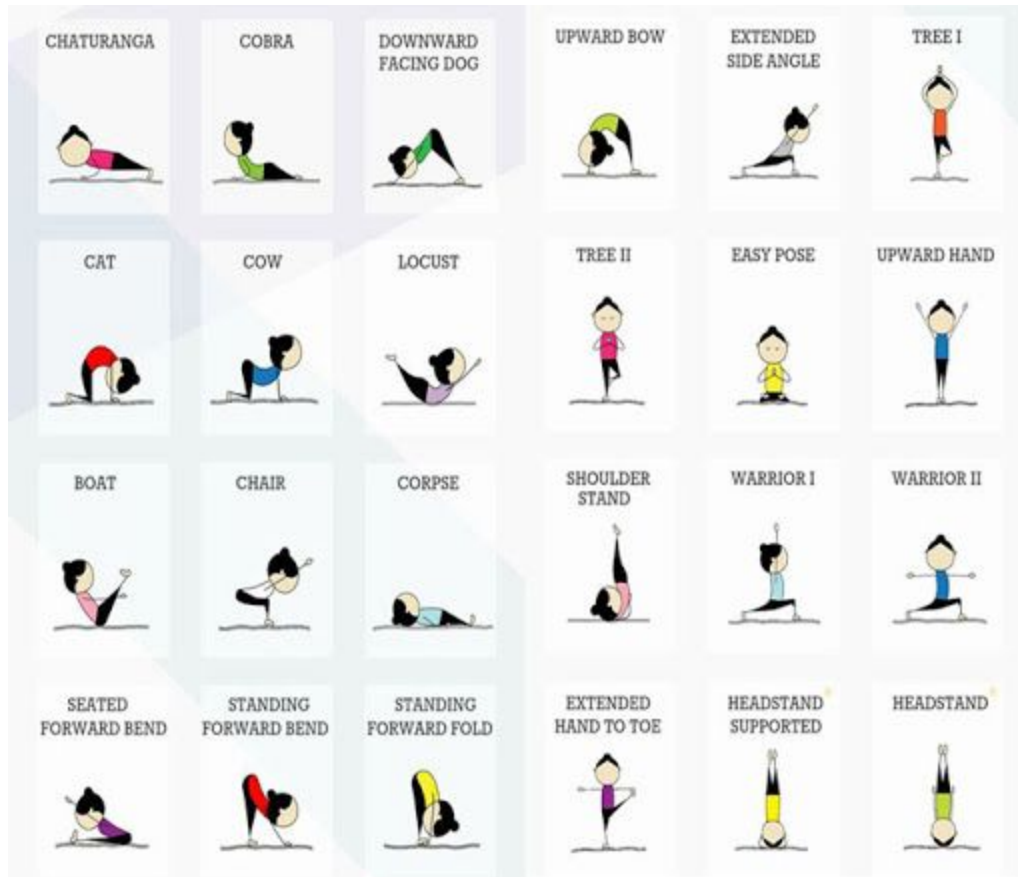 CHATURANGA
COBRA
DOWNWARD
FACING DOG
UPWARD BOW
EXTENDED
SIDE ANGLE
TREE I
CAT
COW
LOCUST
TREE II
EASY POSE
UPWARD HAND
BOAT
CHAIR
CORPSE
SHOULDER
STAND
WARRIOR I
WARRIOR II
SEATED
FORWARD BEND
STANDING
FORWARD BEND
STANDING
FORWARD FOLD
EXTENDED
HAND TO TOE
HEADSTAND
SUPPORTED
HEADSTAND